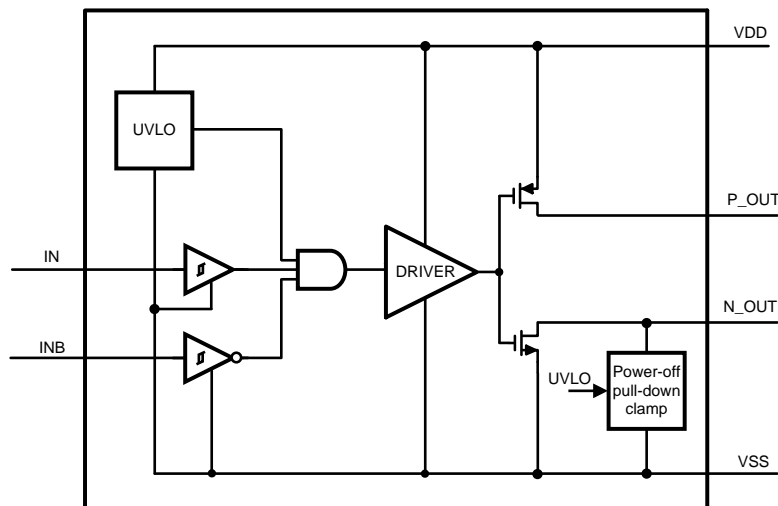 VDD
UVLO
P_OUT
IN
DRIVER
N_OUT
INB
UVLO
Power-off
pull-down
clamp
VSS